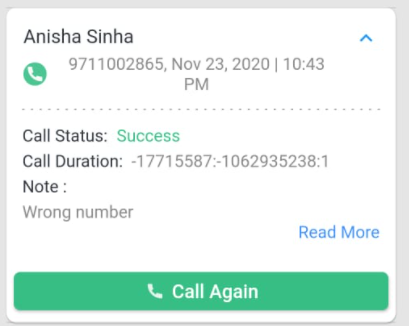 Anisha Sinha
9711002865, Nov 23, 2020 | 10:43
PM
Call Status: Success
Call Duration: -17715587:-1062935238:1
Note :
Wrong number
Read More
Call Again